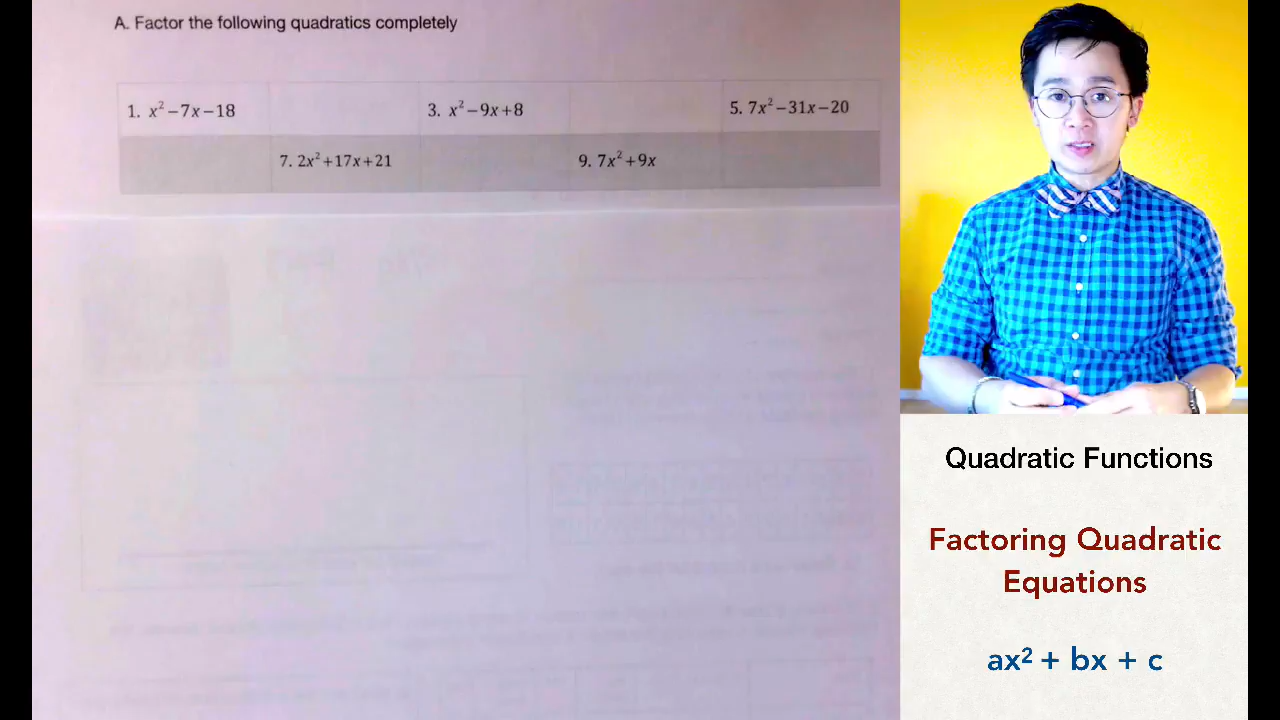 A. Factor the following quadratics completely
1. x²−7x−18
3. x²−9x+8
5. 7x²−31x−20
7. 2x²+17x+21
9. 7x²+9x
Quadratic Functions
Factoring Quadratic
Equations
ax² + bx + c